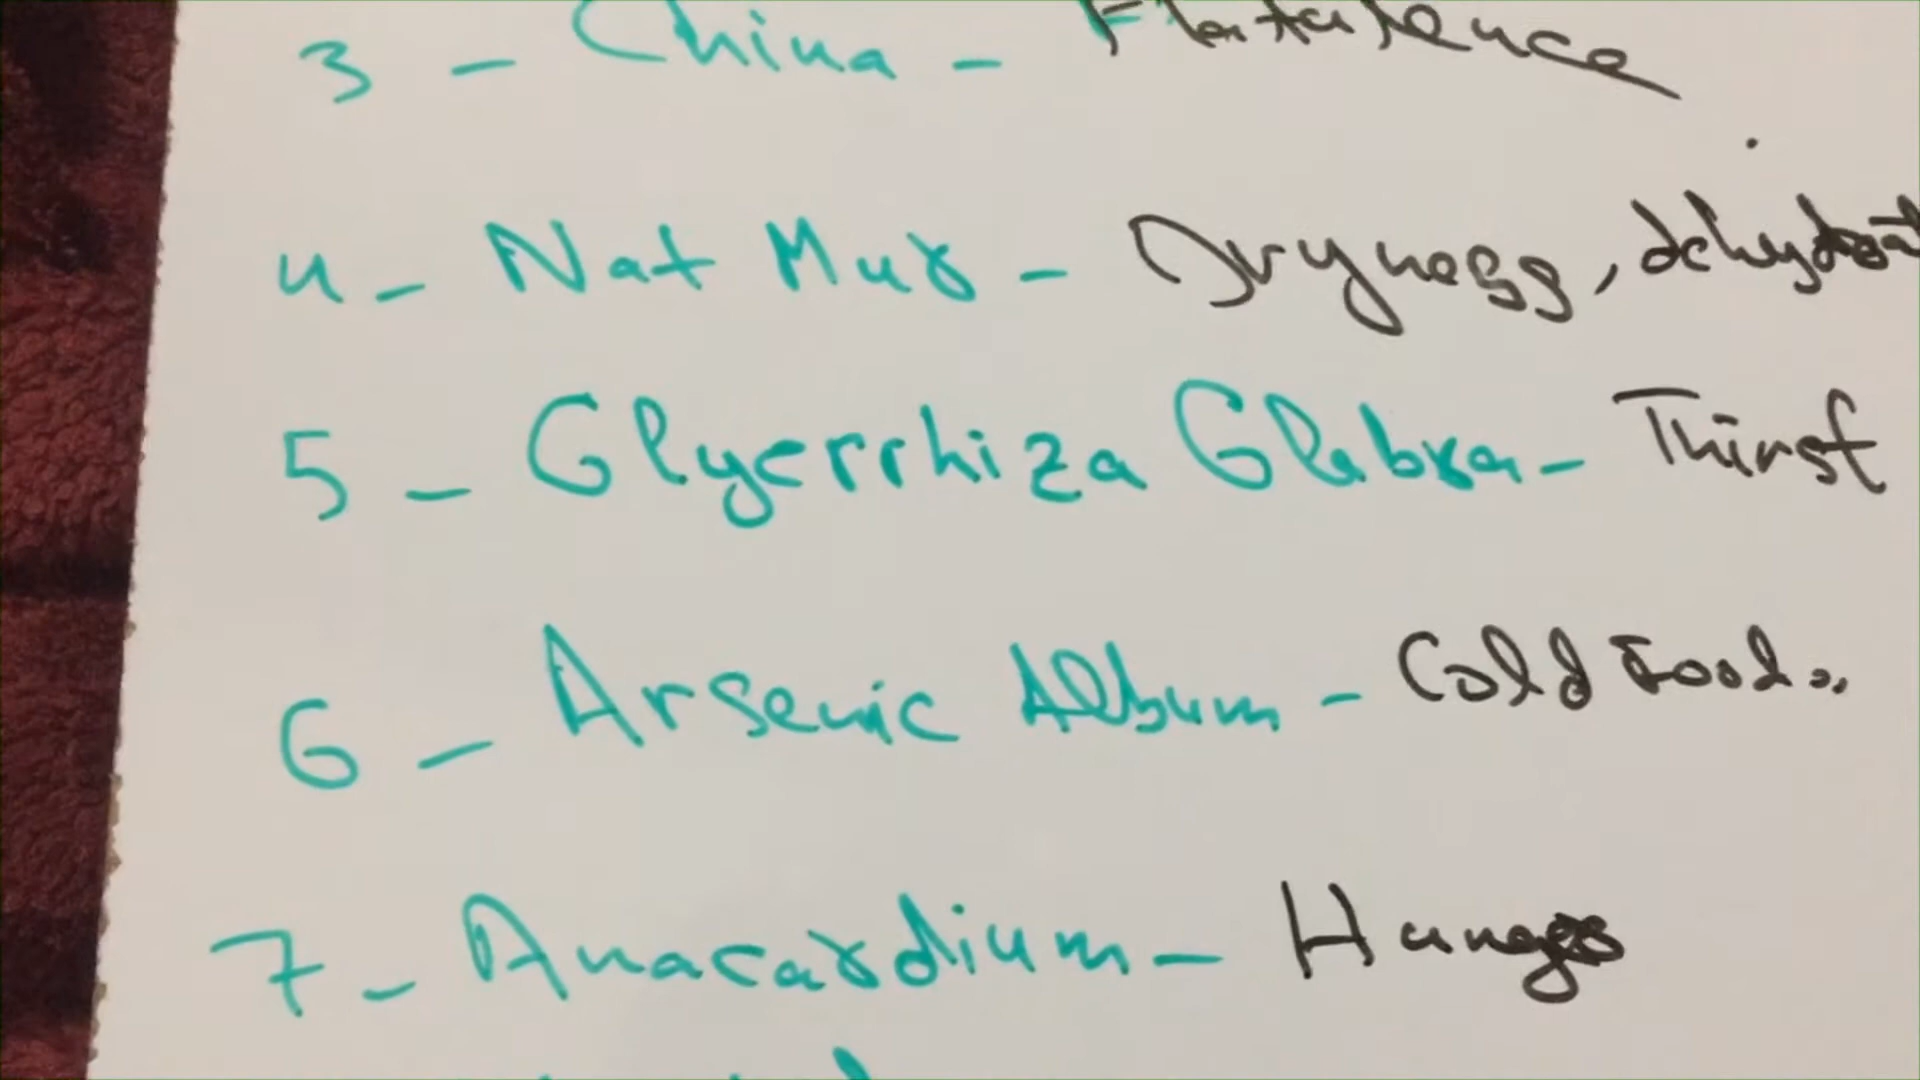 3 - China - Flatulence
4 - Nat Mur - Dryness, dehydrat
5 - Glycerrhiza Glabra - Thirst
6 - Arsenic Album - Cold Food..
7 - Anacardium - Hunger